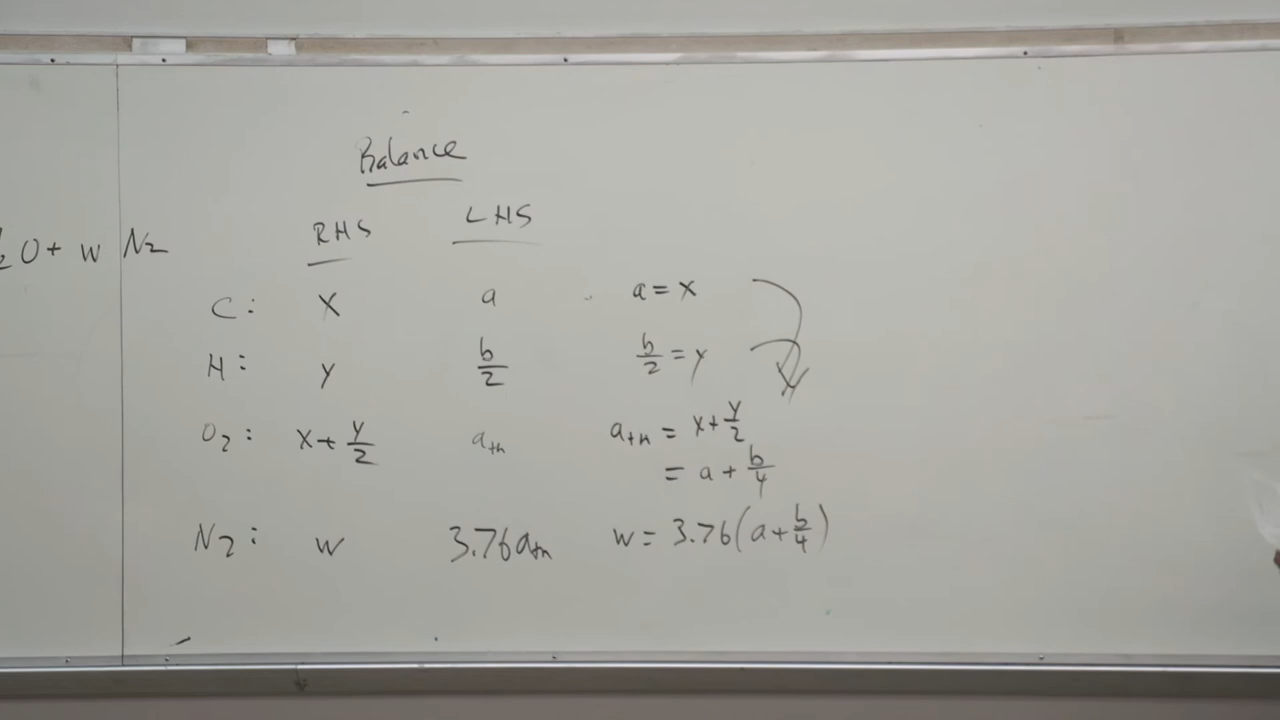 Balance
RHS LHS
2 O + w N2
C: x a a = x
H: y b/2 b/2 = y
O2: x + y/2 a_th a_th = x + y/2
= a + b/4
N2: w 3.76 a_th w = 3.76 (a + b/4)